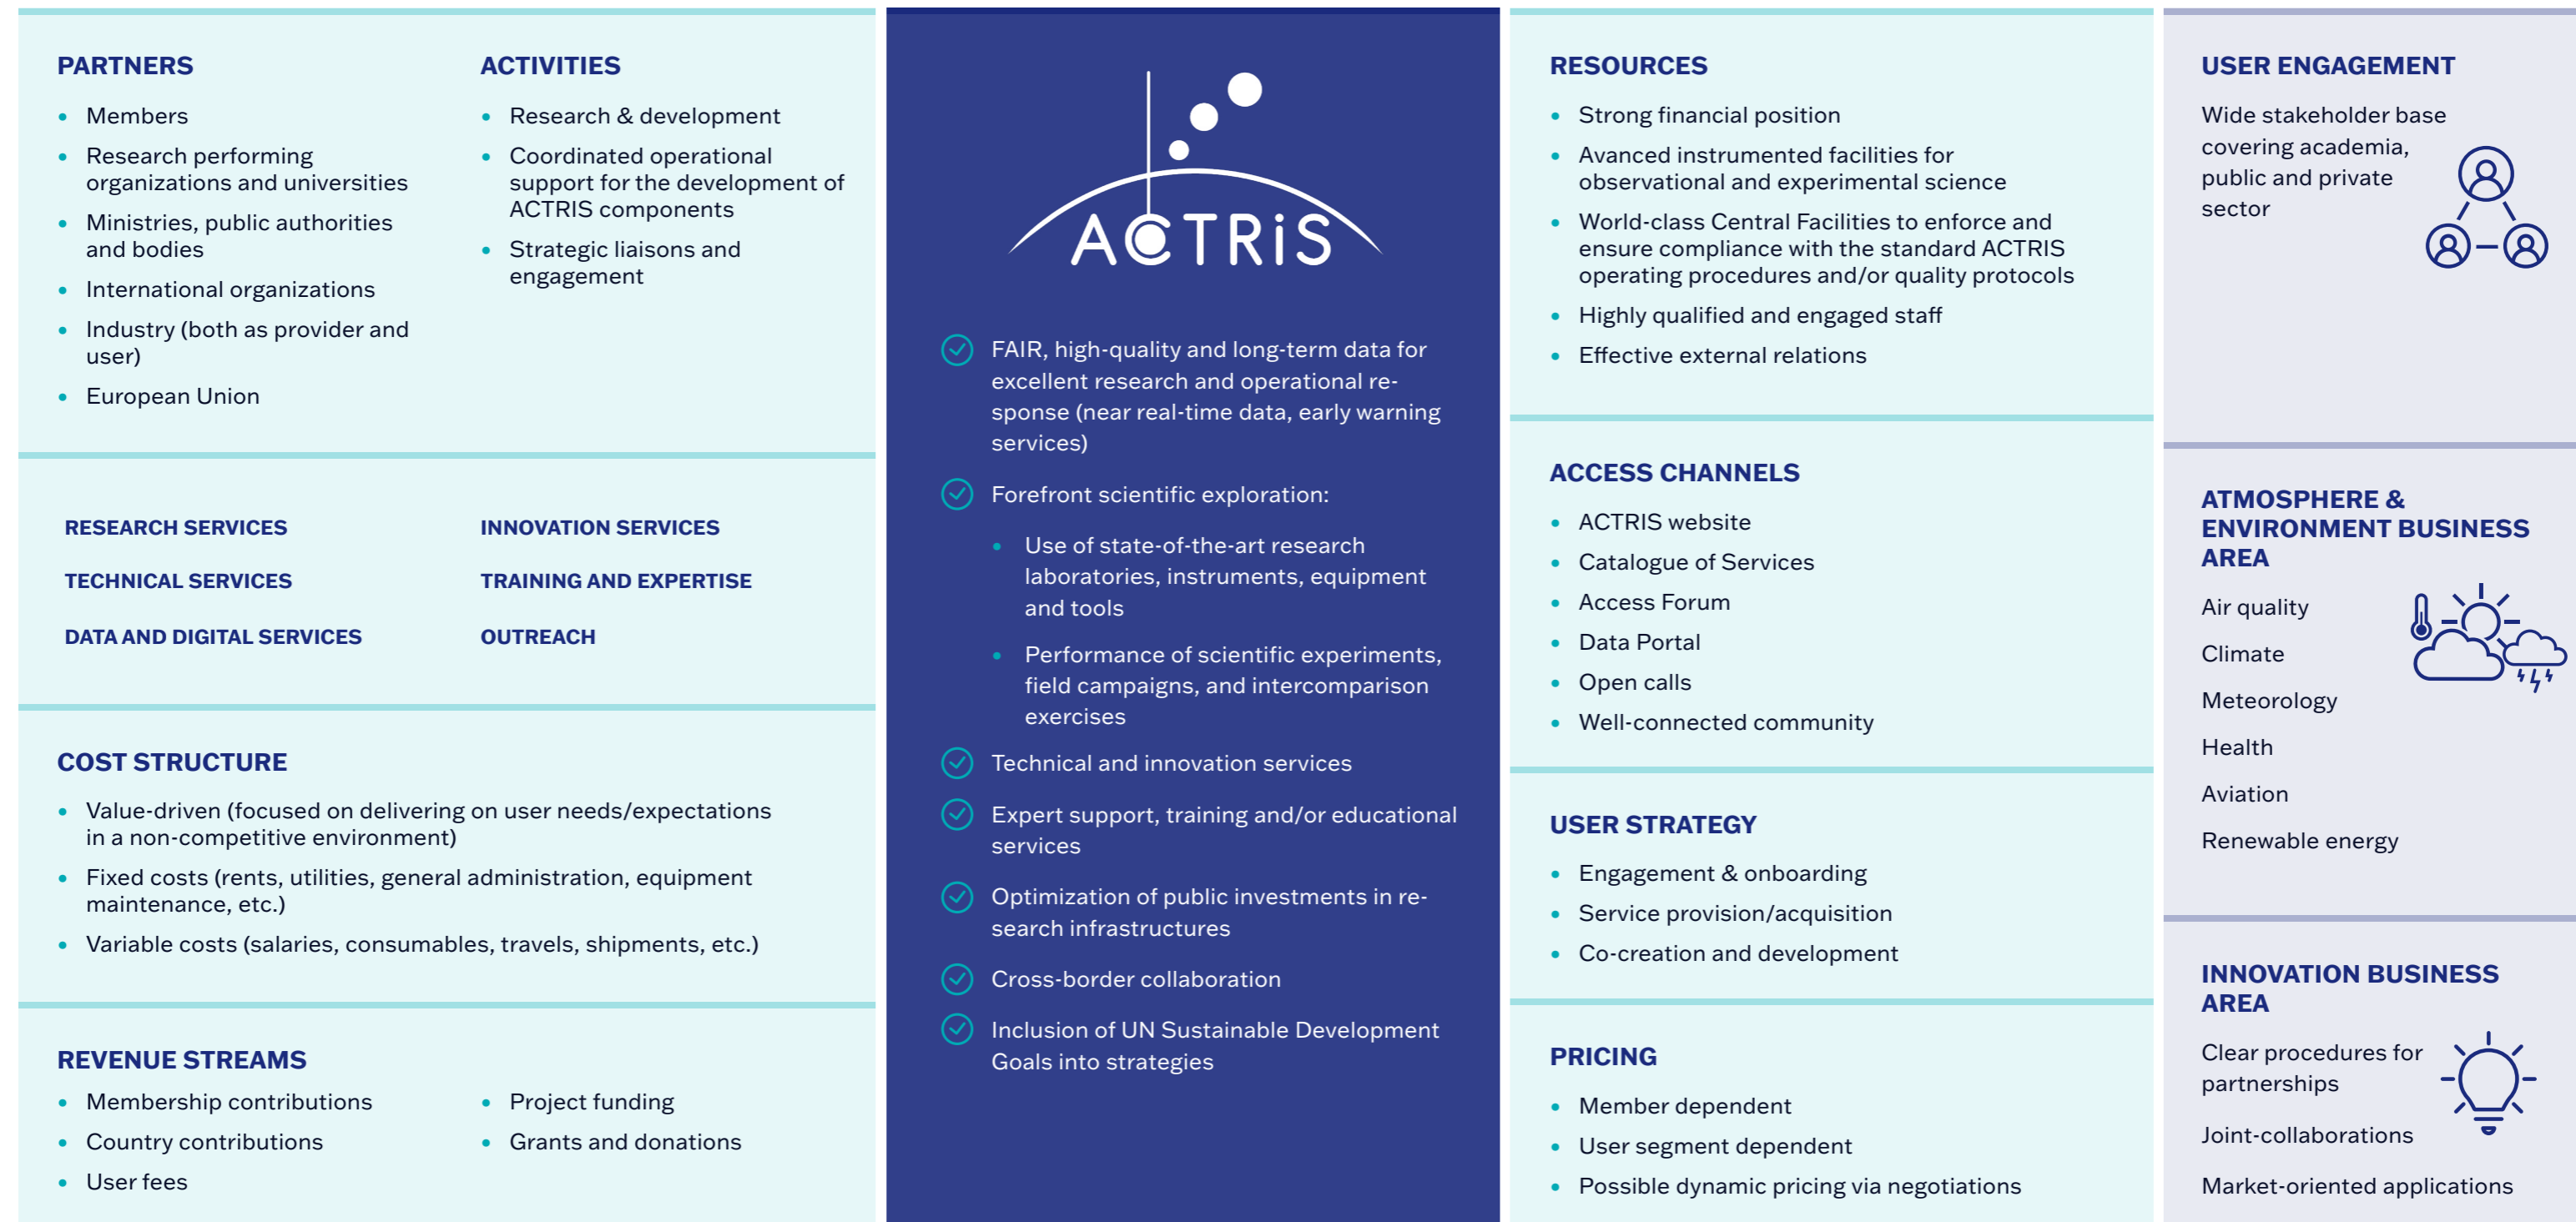 PARTNERS
Members
Research performing
organizations and universities
Ministries, public authorities
and bodies
International organizations
Industry (both as provider and
user)
European Union
ACTIVITIES
Research & development
Coordinated operational
support for the development of
ACTRIS components
Strategic liaisons and
engagement
RESEARCH SERVICES
TECHNICAL SERVICES
DATA AND DIGITAL SERVICES
INNOVATION SERVICES
TRAINING AND EXPERTISE
OUTREACH
COST STRUCTURE
Value-driven (focused on delivering on user needs/expectations
in a non-competitive environment)
Fixed costs (rents, utilities, general administration, equipment
maintenance, etc.)
Variable costs (salaries, consumables, travels, shipments, etc.)
REVENUE STREAMS
Membership contributions
Country contributions
User fees
Project funding
Grants and donations
ACTRiS
FAIR, high-quality and long-term data for
excellent research and operational re-
sponse (near real-time data, early warning
services)
Forefront scientific exploration:
Use of state-of-the-art research
laboratories, instruments, equipment
and tools
Performance of scientific experiments,
field campaigns, and intercomparison
exercises
Technical and innovation services
Expert support, training and/or educational
services
Optimization of public investments in re-
search infrastructures
Cross-border collaboration
Inclusion of UN Sustainable Development
Goals into strategies
RESOURCES
Strong financial position
Avanced instrumented facilities for
observational and experimental science
World-class Central Facilities to enforce and
ensure compliance with the standard ACTRIS
operating procedures and/or quality protocols
Highly qualified and engaged staff
Effective external relations
ACCESS CHANNELS
ACTRIS website
Catalogue of Services
Access Forum
Data Portal
Open calls
Well-connected community
USER STRATEGY
Engagement & onboarding
Service provision/acquisition
Co-creation and development
PRICING
Member dependent
User segment dependent
Possible dynamic pricing via negotiations
USER ENGAGEMENT
Wide stakeholder base
covering academia,
public and private
sector
ATMOSPHERE &
ENVIRONMENT BUSINESS
AREA
Air quality
Climate
Meteorology
Health
Aviation
Renewable energy
INNOVATION BUSINESS
AREA
Clear procedures for
partnerships
Joint-collaborations
Market-oriented applications